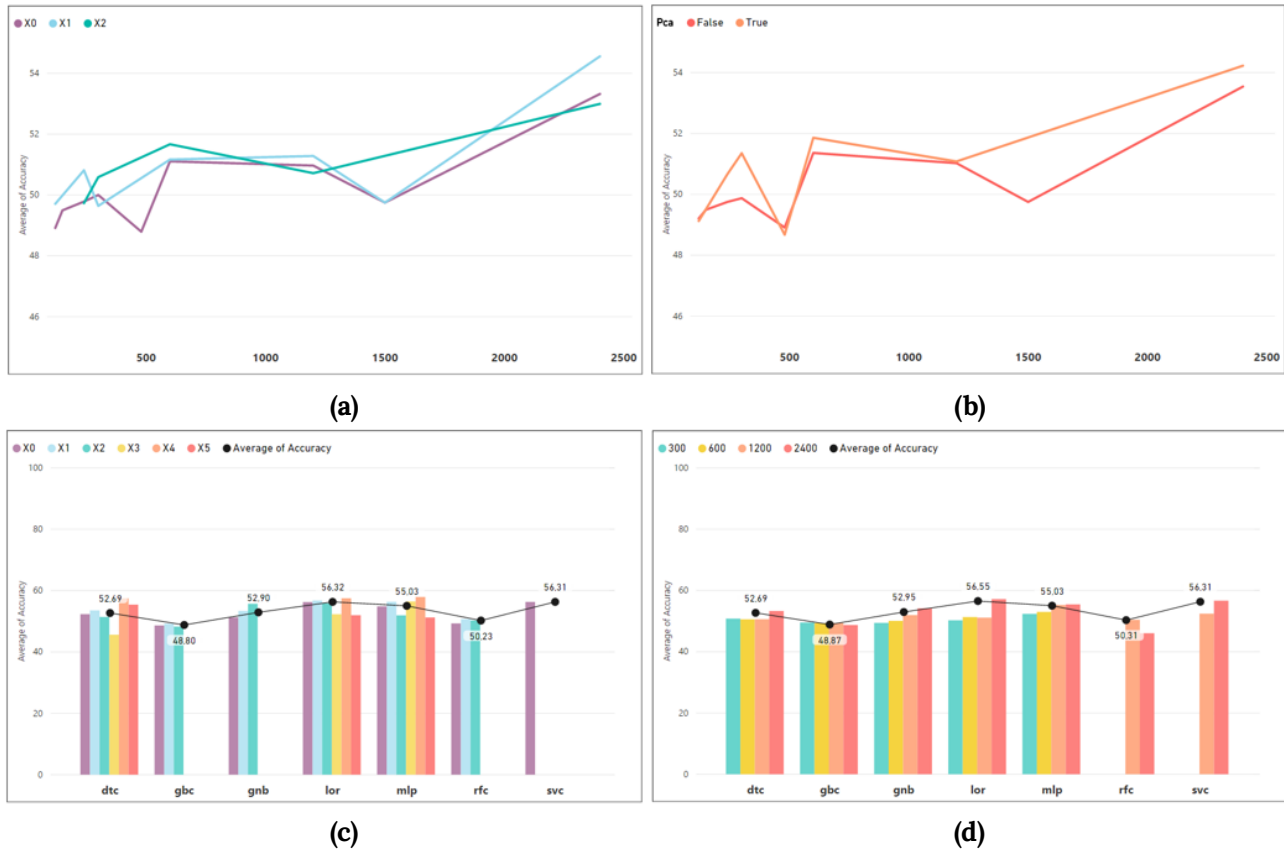 X0 X1 X2
Average of Accuracy
54
52
50
48
46
500 1000 1500 2000 2500
(a)
Pca False True
Average of Accuracy
54
52
50
48
46
500 1000 1500 2000 2500
(b)
X0 X1 X2 X3 X4 X5 Average of Accuracy
Average of Accuracy
100
80
60
40
20
0
52.69 48.80 52.90 56.32 55.03 50.23 56.31
dtc gbc gnb lor mlp rfc svc
(c)
300 600 1200 2400 Average of Accuracy
Average of Accuracy
100
80
60
40
20
0
52.69 48.87 52.95 56.55 55.03 50.31 56.31
dtc gbc gnb lor mlp rfc svc
(d)